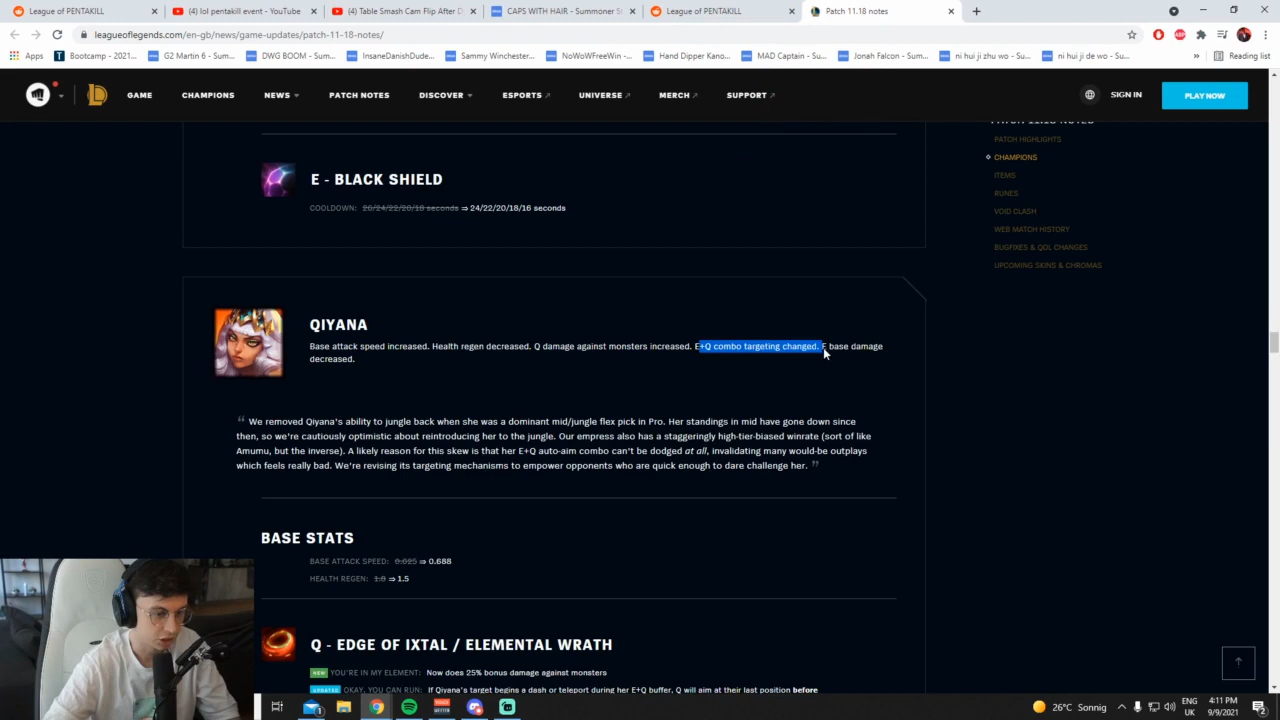 League of PENTAKILL
(4) lol pentakill event - YouTube
(4) Table Smash Cam Flip After D
CAPS WITH HAIR - Summoner S
League of PENTAKILL
Patch 11.18 notes
leagueoflegends.com/en-gb/news/game-updates/patch-11-18-notes/
Apps
Bootcamp - 2021...
G2 Martin 6 - Sum...
DWG BOOM - Sum...
InsaneDanishDude...
Sammy Winchester...
NoWoWFreeWin -...
Hand Dipper Kano...
MAD Captain - Sum...
Jonah Falcon - Sum...
ni hui ji zhu wo - Su...
ni hui ji de wo - Su...
»
Reading list
GAME
CHAMPIONS
NEWS
PATCH NOTES
DISCOVER
ESPORTS
UNIVERSE
MERCH
SUPPORT
SIGN IN
PLAY NOW
PATCH 11.18 NOTES
PATCH HIGHLIGHTS
CHAMPIONS
ITEMS
RUNES
VOID CLASH
WEB MATCH HISTORY
BUGFIXES & QOL CHANGES
UPCOMING SKINS & CHROMAS
E - BLACK SHIELD
COOLDOWN: 26/24/22/20/18 seconds ⇒ 24/22/20/18/16 seconds
QIYANA
Base attack speed increased. Health regen decreased. Q damage against monsters increased. E+Q combo targeting changed. E base damage
decreased.
“ We removed Qiyana's ability to jungle back when she was a dominant mid/jungle flex pick in Pro. Her standings in mid have gone down since
then, so we're cautiously optimistic about reintroducing her to the jungle. Our empress also has a staggeringly high-tier-biased winrate (sort of like
Amumu, but the inverse). A likely reason for this skew is that her E+Q auto-aim combo can't be dodged at all, invalidating many would-be outplays
which feels really bad. We're revising its targeting mechanisms to empower opponents who are quick enough to dare challenge her. ”
BASE STATS
BASE ATTACK SPEED: 0.625 ⇒ 0.688
HEALTH REGEN: ⇒ 1.5
Q - EDGE OF IXTAL / ELEMENTAL WRATH
NEW YOU'RE IN MY ELEMENT: Now does 25% bonus damage against monsters
UPDATED OKAY, YOU CAN RUN: If Qiyana's target begins a dash or teleport during her E+Q buffer, Q will aim at their last position before
26°C Sonnig
ENG
UK
4:11 PM
9/9/2021